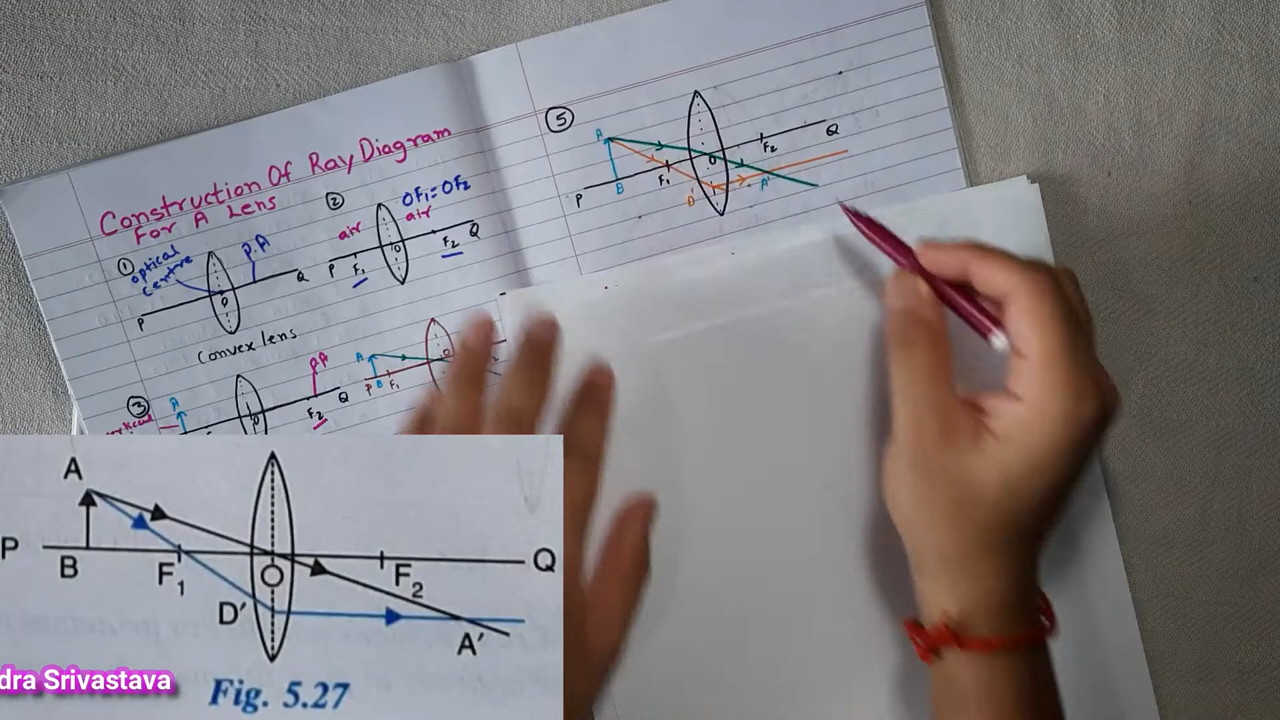 Construction Of Ray Diagram
For A Lens
①
optical
centre
P.A
P
O
Q
Convex lens
②
OF1=OF2
air
air
P
F1
O
F2
Q
③
A
P.A
O
F2
Q
A
P
B
F1
O
⑤
A
B
P
F1
O
F2
Q
D'
A'
A
P
B
F1
O
F2
Q
D′
A′
Fig. 5.27
dra Srivastava